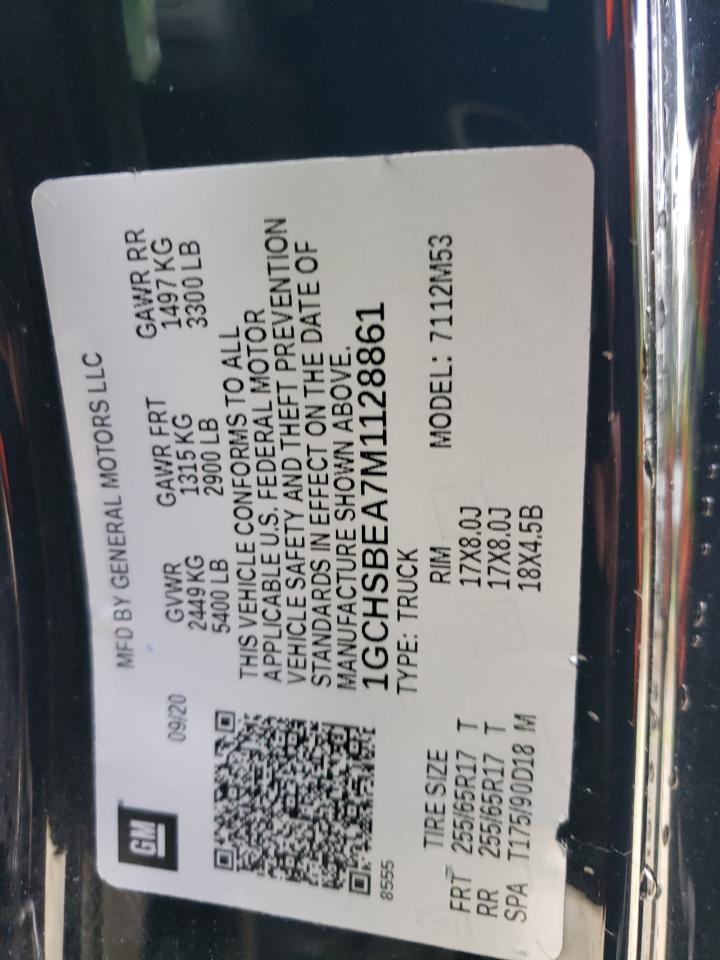 GM
09/20
MFD BY GENERAL MOTORS LLC
GVWR GAWR FRT GAWR RR
2449 KG 1315 KG 1497 KG
5400 LB 2900 LB 3300 LB
THIS VEHICLE CONFORMS TO ALL
APPLICABLE U.S. FEDERAL MOTOR
VEHICLE SAFETY AND THEFT PREVENTION
STANDARDS IN EFFECT ON THE DATE OF
MANUFACTURE SHOWN ABOVE.
1GCHSBEA7M1128861
8555
TYPE: TRUCK
TIRE SIZE RIM MODEL: 7112M53
FRT 255/65R17 T 17X8.0J
RR 255/65R17 T 17X8.0J
SPA T175/90D18 M 18X4.5B